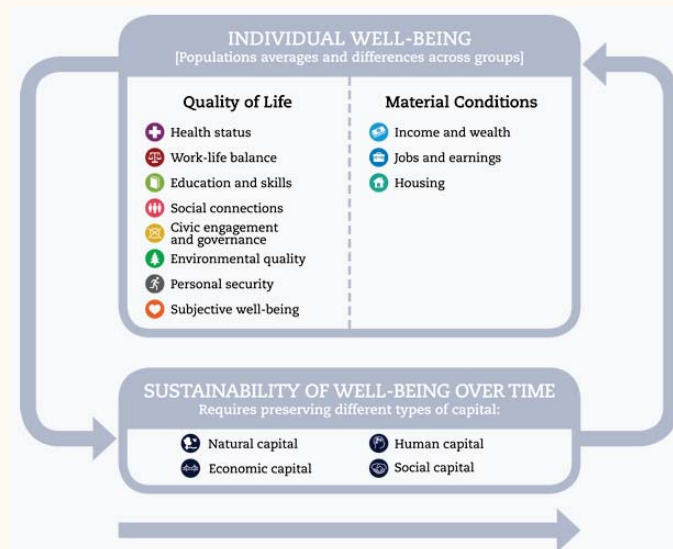 INDIVIDUAL WELL-BEING
[Populations averages and differences across groups]
Quality of Life
Health status
Work-life balance
Education and skills
Social connections
Civic engagement
and governance
Environmental quality
Personal security
Subjective well-being
Material Conditions
Income and wealth
Jobs and earnings
Housing
SUSTAINABILITY OF WELL-BEING OVER TIME
Requires preserving different types of capital:
Natural capital
Human capital
Economic capital
Social capital